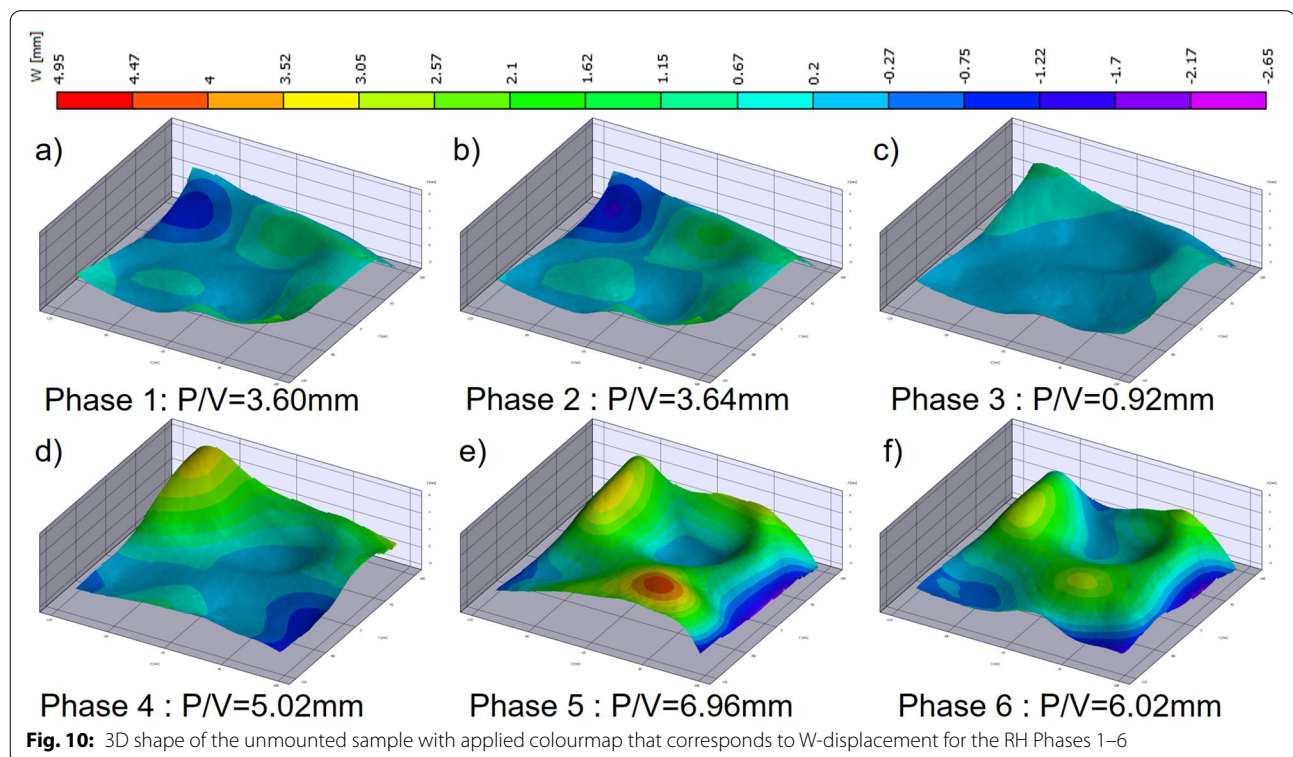 W [mm]
4.95 4.47 4 3.52 3.05 2.57 2.1 1.62 1.15 0.67 0.2 -0.27 -0.75 -1.22 -1.7 -2.17 -2.65
a) b) c)
Phase 1: P/V=3.60mm Phase 2 : P/V=3.64mm Phase 3 : P/V=0.92mm
d) e) f)
Phase 4 : P/V=5.02mm Phase 5 : P/V=6.96mm Phase 6 : P/V=6.02mm
Fig. 10: 3D shape of the unmounted sample with applied colourmap that corresponds to W-displacement for the RH Phases 1–6